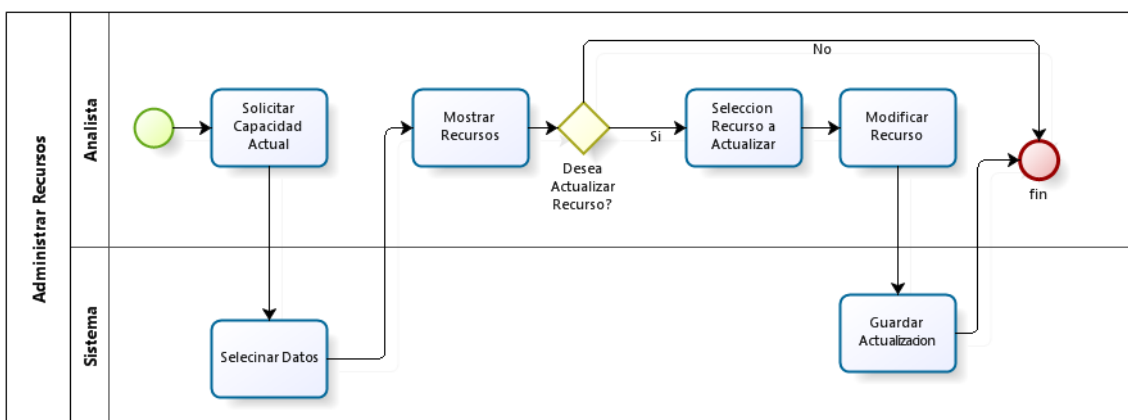 Administrar Recursos
Analista
Solicitar
Capacidad
Actual
Mostrar
Recursos
Desea
Actualizar
Recurso?
No
Si
Seleccion
Recurso a
Actualizar
Modificar
Recurso
fin
Sistema
Selecinar Datos
Guardar
Actualizacion